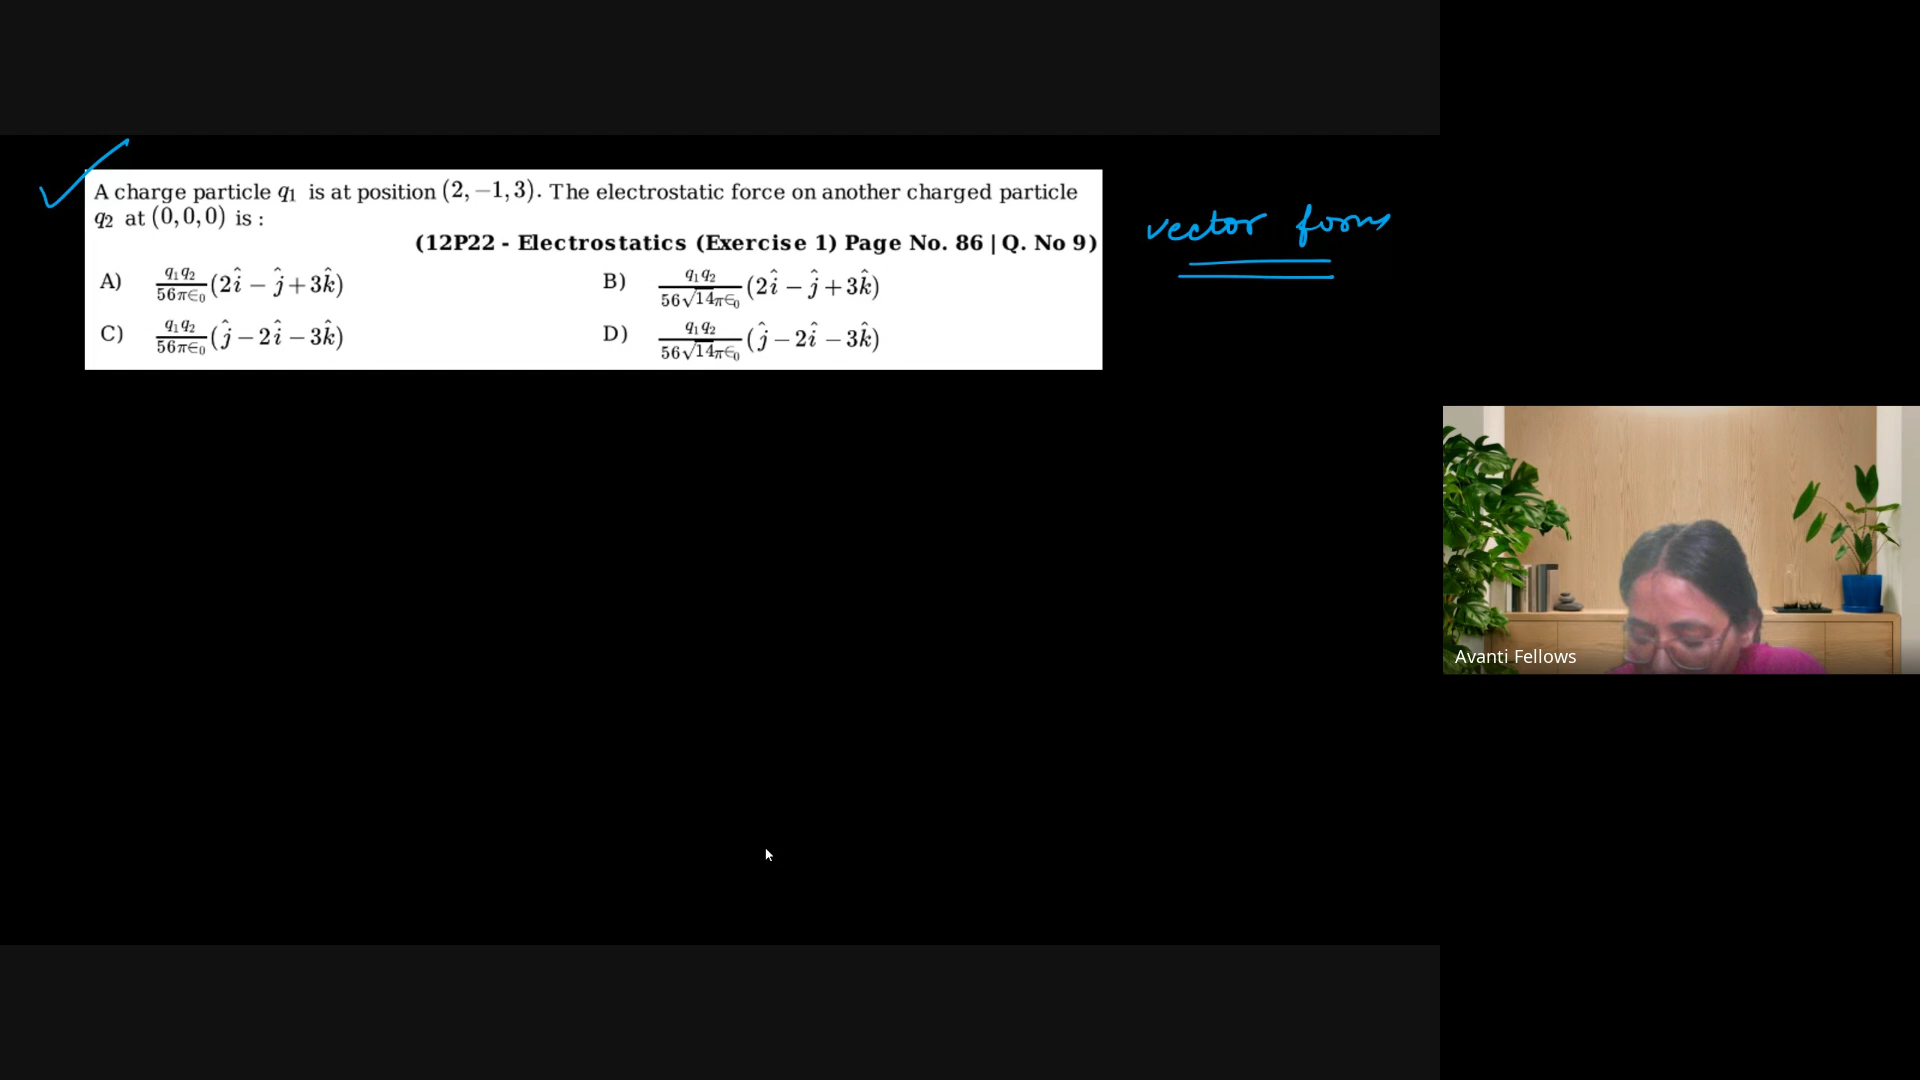 A charge particle q₁ is at position (2, −1, 3). The electrostatic force on another charged particle
q₂ at (0, 0, 0) is :
(12P22 - Electrostatics (Exercise 1) Page No. 86 | Q. No 9)
A) q₁q₂/56π∈₀ (2î − ĵ + 3k̂) B) q₁q₂/56√14π∈₀ (2î − ĵ + 3k̂)
C) q₁q₂/56π∈₀ (ĵ − 2î − 3k̂) D) q₁q₂/56√14π∈₀ (ĵ − 2î − 3k̂)
vector form
Avanti Fellows